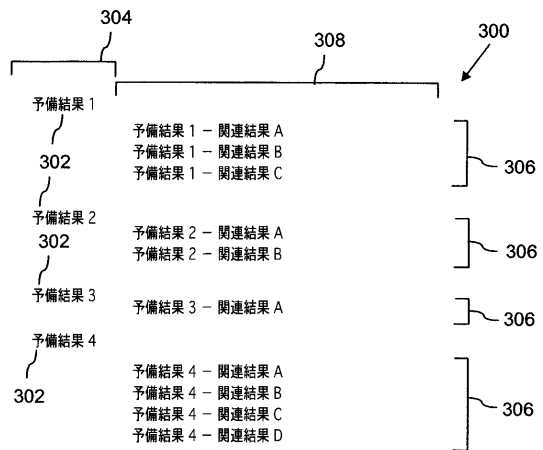 304
308
300
予備結果 1
予備結果 1 － 関連結果 A
予備結果 1 － 関連結果 B
302
予備結果 1 － 関連結果 C
306
予備結果 2
予備結果 2 － 関連結果 A
302
予備結果 2 － 関連結果 B
306
予備結果 3
予備結果 3 － 関連結果 A
306
予備結果 4
予備結果 4 － 関連結果 A
302
予備結果 4 － 関連結果 B
306
予備結果 4 － 関連結果 C
予備結果 4 － 関連結果 D